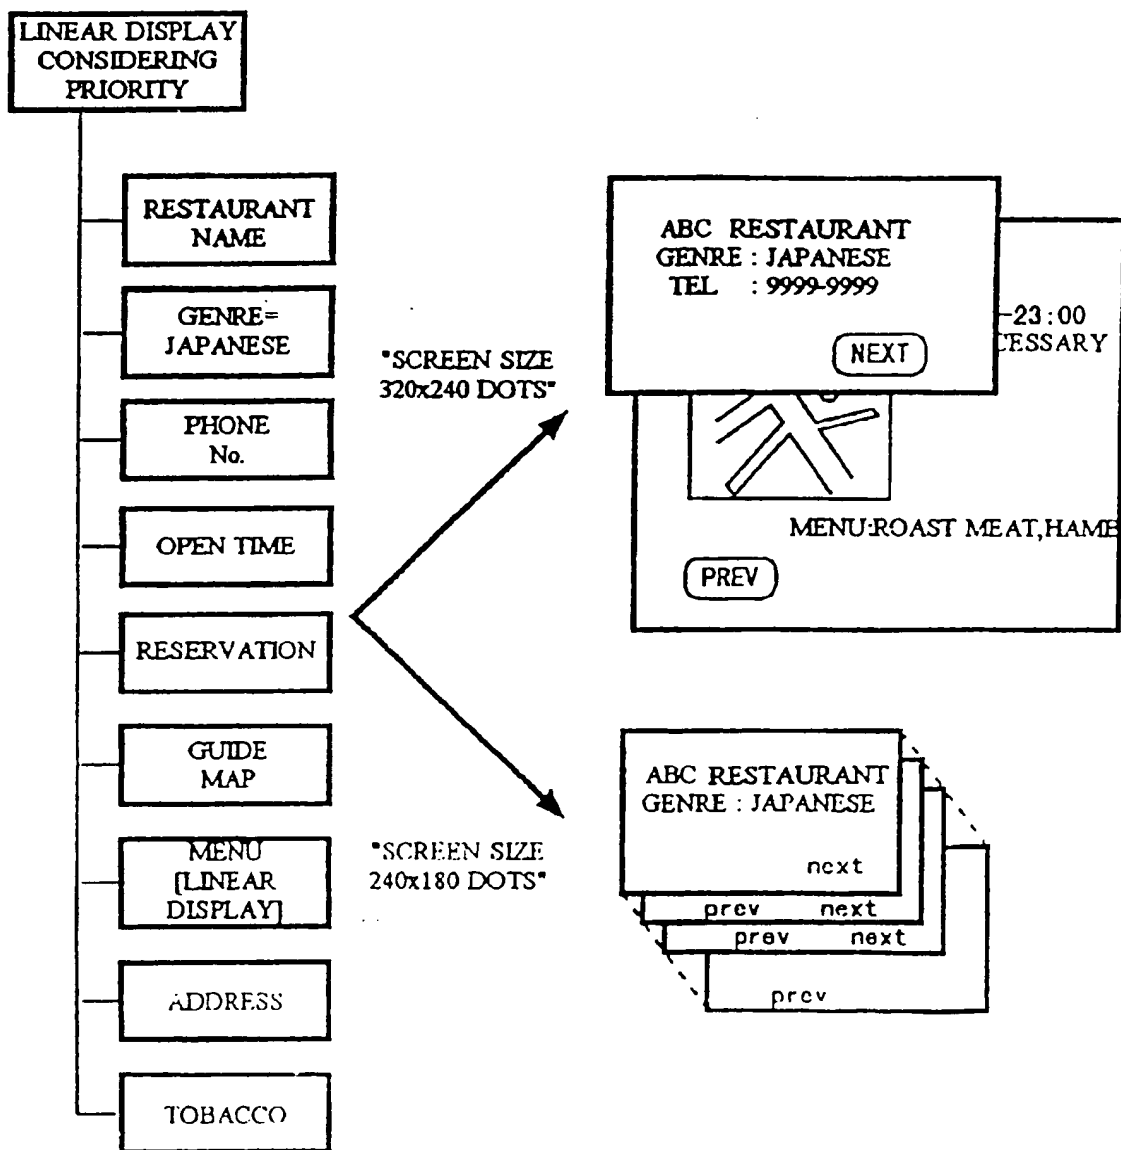 LINEAR DISPLAY
CONSIDERING
PRIORITY
RESTAURANT
NAME
GENRE=
JAPANESE
PHONE
No.
OPEN TIME
RESERVATION
GUIDE
MAP
MENU
[LINEAR
DISPLAY]
ADDRESS
TOBACCO
"SCREEN SIZE
320x240 DOTS"
"SCREEN SIZE
240x180 DOTS"
ABC RESTAURANT
GENRE : JAPANESE
TEL : 9999-9999
NEXT
-23:00
CESSARY
MENU:ROAST MEAT,HAMB
PREV
ABC RESTAURANT
GENRE : JAPANESE
next
prev next
prev next
prev